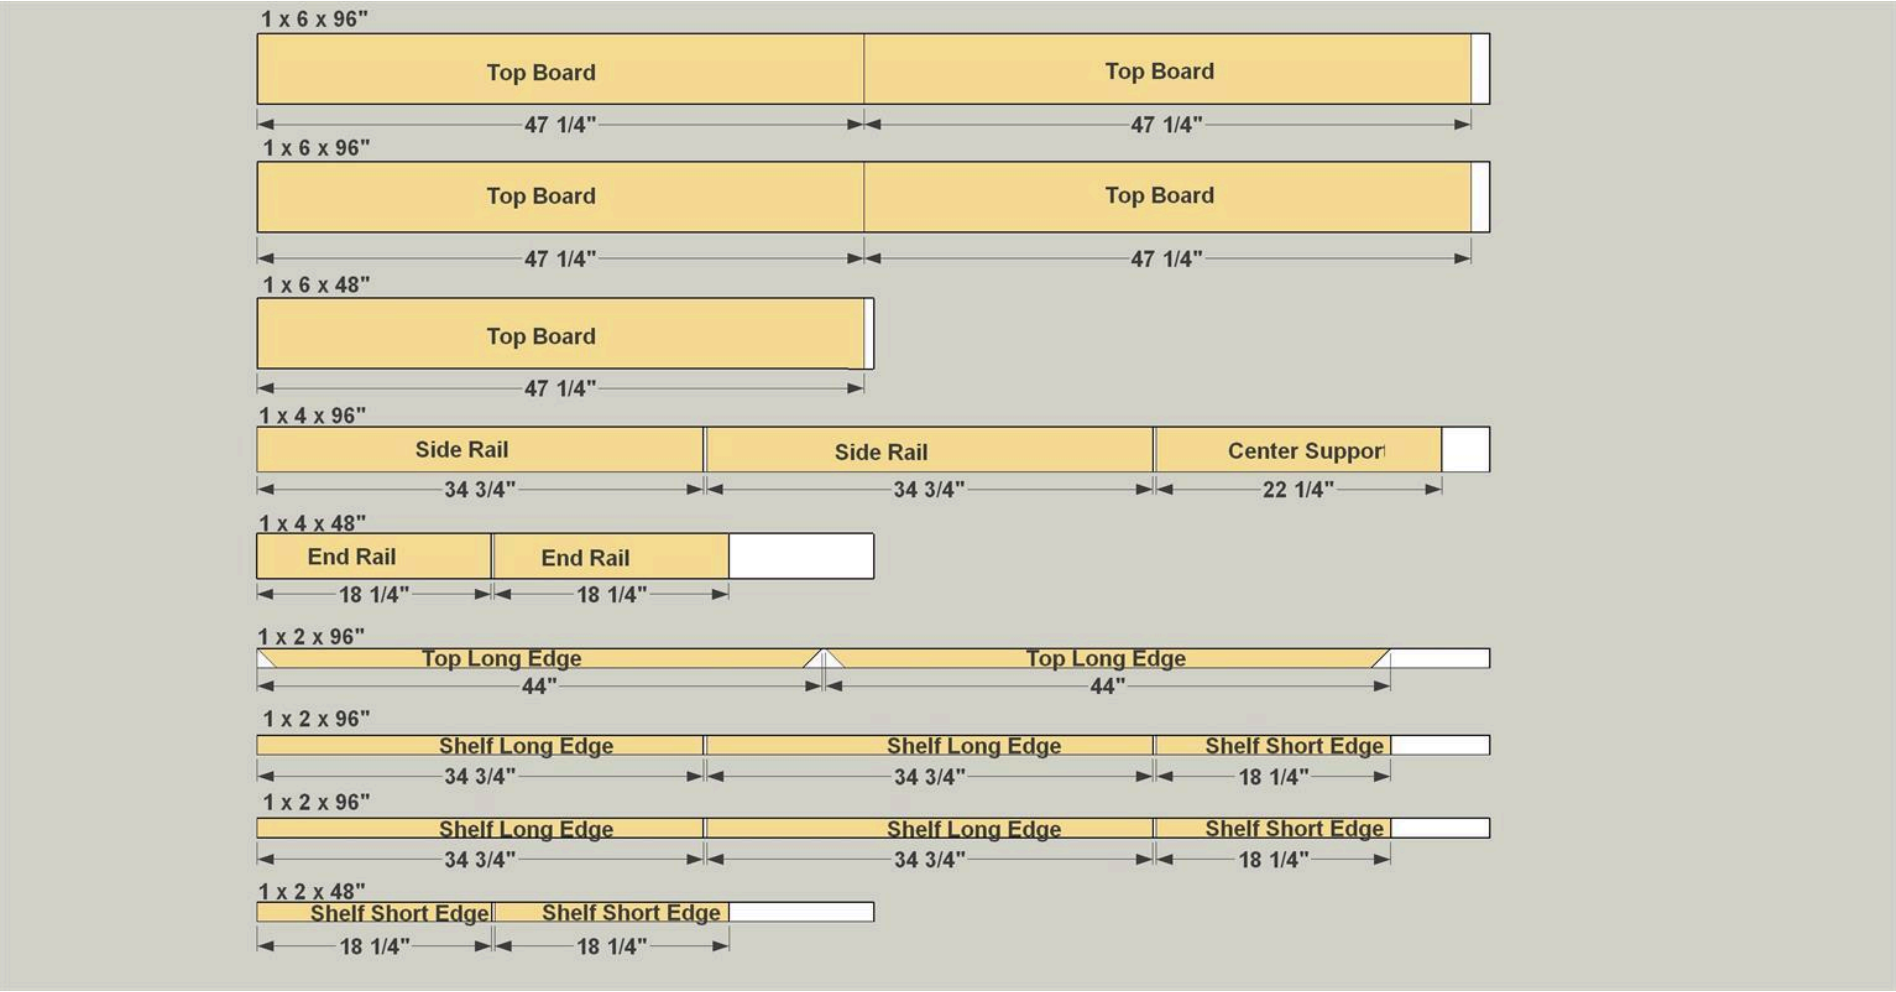 1 x 6 x 96"
Top Board Top Board
47 1/4" 47 1/4"
1 x 6 x 96"
Top Board Top Board
47 1/4" 47 1/4"
1 x 6 x 48"
Top Board
47 1/4"
1 x 4 x 96"
Side Rail Side Rail Center Support
34 3/4" 34 3/4" 22 1/4"
1 x 4 x 48"
End Rail End Rail
18 1/4" 18 1/4"
1 x 2 x 96"
Top Long Edge Top Long Edge
44" 44"
1 x 2 x 96"
Shelf Long Edge Shelf Long Edge Shelf Short Edge
34 3/4" 34 3/4" 18 1/4"
1 x 2 x 96"
Shelf Long Edge Shelf Long Edge Shelf Short Edge
34 3/4" 34 3/4" 18 1/4"
1 x 2 x 48"
Shelf Short Edge Shelf Short Edge
18 1/4" 18 1/4"